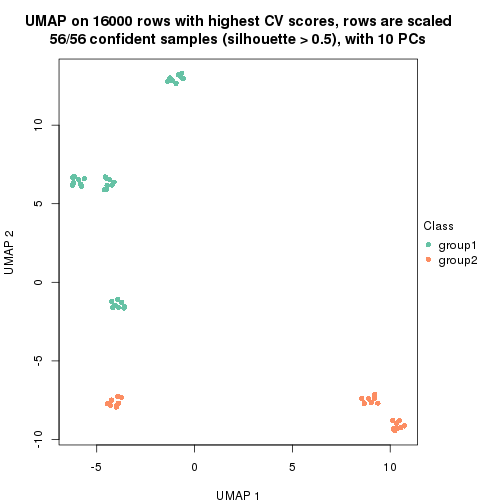 UMAP on 16000 rows with highest CV scores, rows are scaled
56/56 confident samples (silhouette > 0.5), with 10 PCs
10
5
0
-5
-10
UMAP 2
Class
group1
group2
-5
0
5
10
UMAP 1